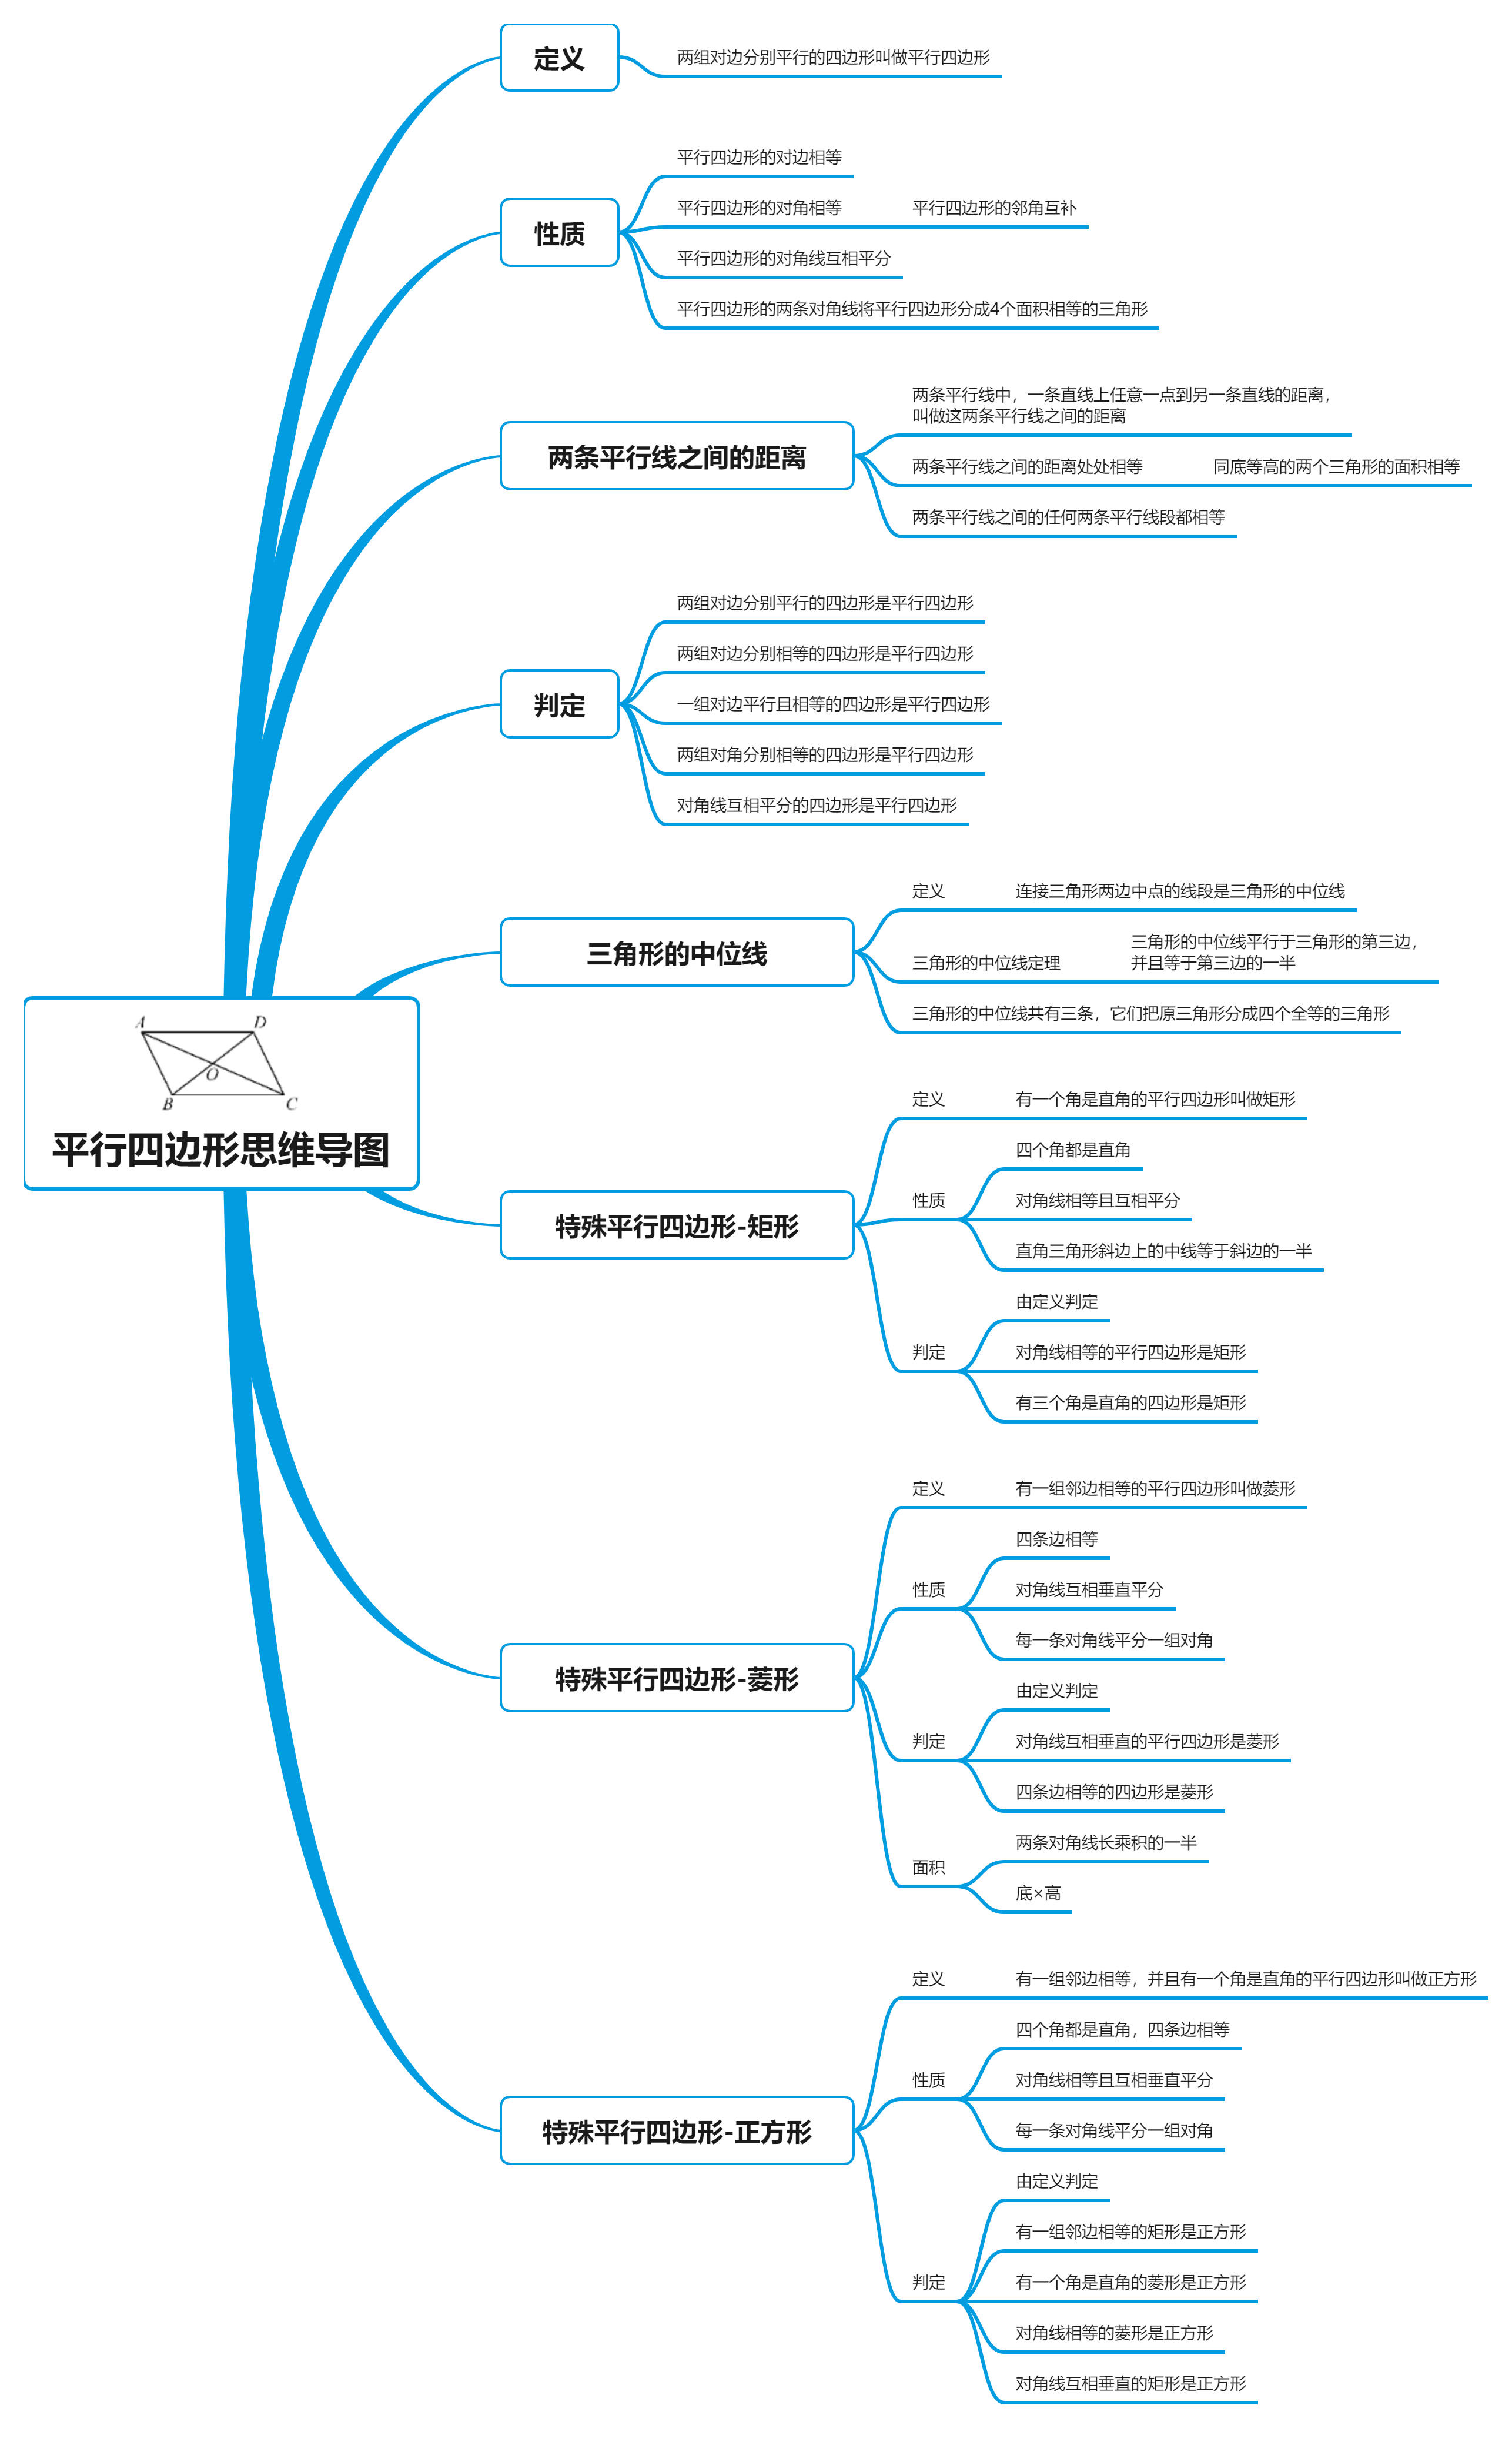 定义
两组对边分别平行的四边形叫做平行四边形
性质
平行四边形的对边相等
平行四边形的对角相等
平行四边形的邻角互补
平行四边形的对角线互相平分
平行四边形的两条对角线将平行四边形分成4个面积相等的三角形
两条平行线之间的距离
两条平行线中，一条直线上任意一点到另一条直线的距离，
叫做这两条平行线之间的距离
两条平行线之间的距离处处相等
同底等高的两个三角形的面积相等
两条平行线之间的任何两条平行线段都相等
判定
两组对边分别平行的四边形是平行四边形
两组对边分别相等的四边形是平行四边形
一组对边平行且相等的四边形是平行四边形
两组对角分别相等的四边形是平行四边形
对角线互相平分的四边形是平行四边形
三角形的中位线
定义
连接三角形两边中点的线段是三角形的中位线
三角形的中位线定理
三角形的中位线平行于三角形的第三边，
并且等于第三边的一半
三角形的中位线共有三条，它们把原三角形分成四个全等的三角形
A
D
O
B
C
平行四边形思维导图
特殊平行四边形-矩形
定义
有一个角是直角的平行四边形叫做矩形
性质
四个角都是直角
对角线相等且互相平分
直角三角形斜边上的中线等于斜边的一半
判定
由定义判定
对角线相等的平行四边形是矩形
有三个角是直角的四边形是矩形
特殊平行四边形-菱形
定义
有一组邻边相等的平行四边形叫做菱形
性质
四条边相等
对角线互相垂直平分
每一条对角线平分一组对角
判定
由定义判定
对角线互相垂直的平行四边形是菱形
四条边相等的四边形是菱形
面积
两条对角线长乘积的一半
底×高
特殊平行四边形-正方形
定义
有一组邻边相等，并且有一个角是直角的平行四边形叫做正方形
性质
四个角都是直角，四条边相等
对角线相等且互相垂直平分
每一条对角线平分一组对角
判定
由定义判定
有一组邻边相等的矩形是正方形
有一个角是直角的菱形是正方形
对角线相等的菱形是正方形
对角线互相垂直的矩形是正方形